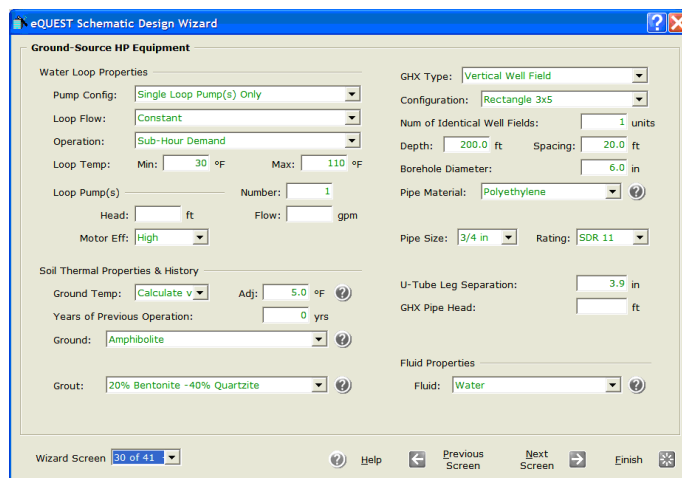 eQUEST Schematic Design Wizard
Ground-Source HP Equipment
Water Loop Properties
Pump Config: Single Loop Pump(s) Only
Loop Flow: Constant
Operation: Sub-Hour Demand
Loop Temp: Min: 30 ºF Max: 110 ºF
Loop Pump(s) Number: 1
Head: ft Flow: gpm
Motor Eff: High
Soil Thermal Properties & History
Ground Temp: Calculate v Adj: 5.0 ºF
Years of Previous Operation: 0 yrs
Ground: Amphibolite
Grout: 20% Bentonite -40% Quartzite
GHX Type: Vertical Well Field
Configuration: Rectangle 3x5
Num of Identical Well Fields: 1 units
Depth: 200.0 ft Spacing: 20.0 ft
Borehole Diameter: 6.0 in
Pipe Material: Polyethylene
Pipe Size: 3/4 in Rating: SDR 11
U-Tube Leg Separation: 3.9 in
GHX Pipe Head: ft
Fluid Properties
Fluid: Water
Wizard Screen 30 of 41
Help
Previous Screen
Next Screen
Finish